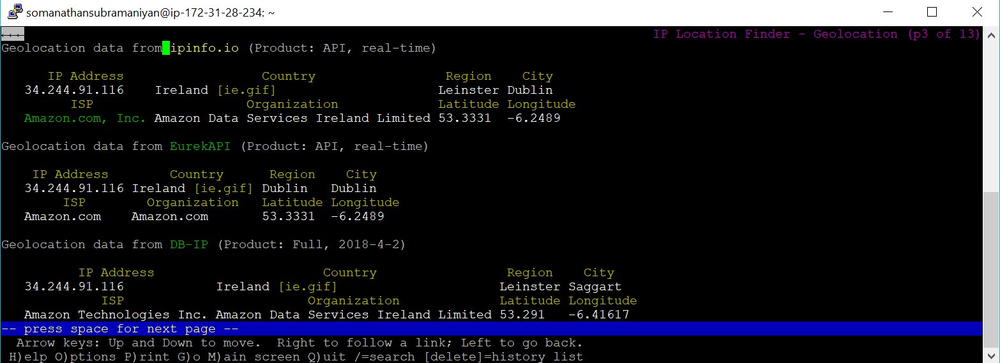 somanathansubramaniyan@ip-172-31-28-234: ~
←←← IP Location Finder - Geolocation (p3 of 13)
Geolocation data from ipinfo.io (Product: API, real-time)
IP Address Country Region City
34.244.91.116 Ireland [ie.gif] Leinster Dublin
ISP Organization Latitude Longitude
Amazon.com, Inc. Amazon Data Services Ireland Limited 53.3331 -6.2489
Geolocation data from EurekAPI (Product: API, real-time)
IP Address Country Region City
34.244.91.116 Ireland [ie.gif] Dublin Dublin
ISP Organization Latitude Longitude
Amazon.com Amazon.com 53.3331 -6.2489
Geolocation data from DB-IP (Product: Full, 2018-4-2)
IP Address Country Region City
34.244.91.116 Ireland [ie.gif] Leinster Saggart
ISP Organization Latitude Longitude
Amazon Technologies Inc. Amazon Data Services Ireland Limited 53.291 -6.41617
-- press space for next page --
Arrow keys: Up and Down to move. Right to follow a link; Left to go back.
H)elp O)ptions P)rint G)o M)ain screen Q)uit /=search [delete]=history list